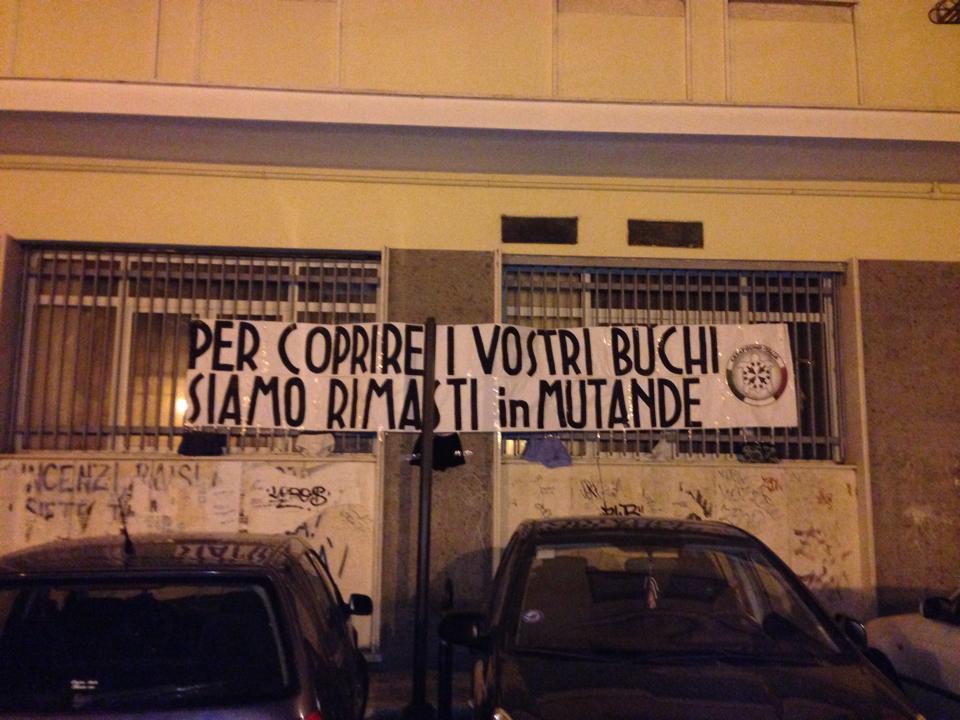 PER COPRIRE I VOSTRI BUCHI
SIAMO RIMASTI in MUTANDE